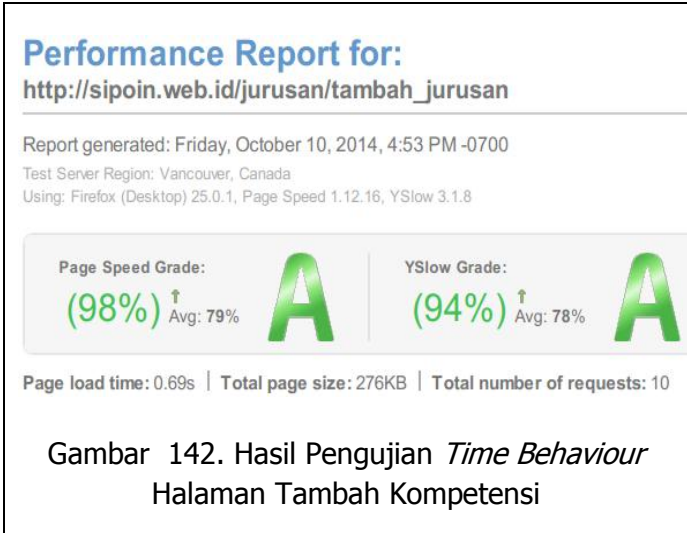 Performance Report for:
http://sipoin.web.id/jurusan/tambah_jurusan
Report generated: Friday, October 10, 2014, 4:53 PM -0700
Test Server Region: Vancouver, Canada
Using: Firefox (Desktop) 25.0.1, Page Speed 1.12.16, YSlow 3.1.8
Page Speed Grade:
(98%) ↑ Avg: 79% A
YSlow Grade:
(94%) ↑ Avg: 78% A
Page load time: 0.69s | Total page size: 276KB | Total number of requests: 10
Gambar 142. Hasil Pengujian Time Behaviour
Halaman Tambah Kompetensi